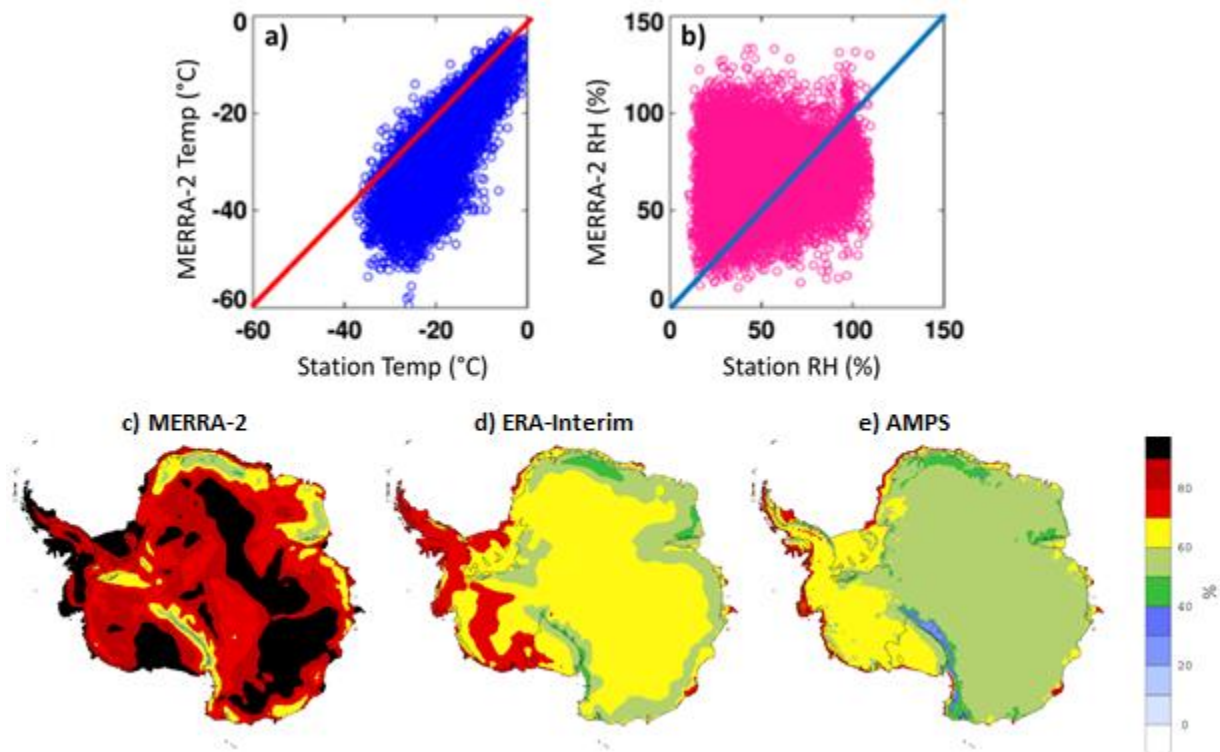 a)
0
-20
-40
-60
MERRA-2 Temp (°C)
-60 -40 -20 0
Station Temp (°C)
b)
150
100
50
0
MERRA-2 RH (%)
0 50 100 150
Station RH (%)
c) MERRA-2
d) ERA-Interim
e) AMPS
80
60
40
20
0
%